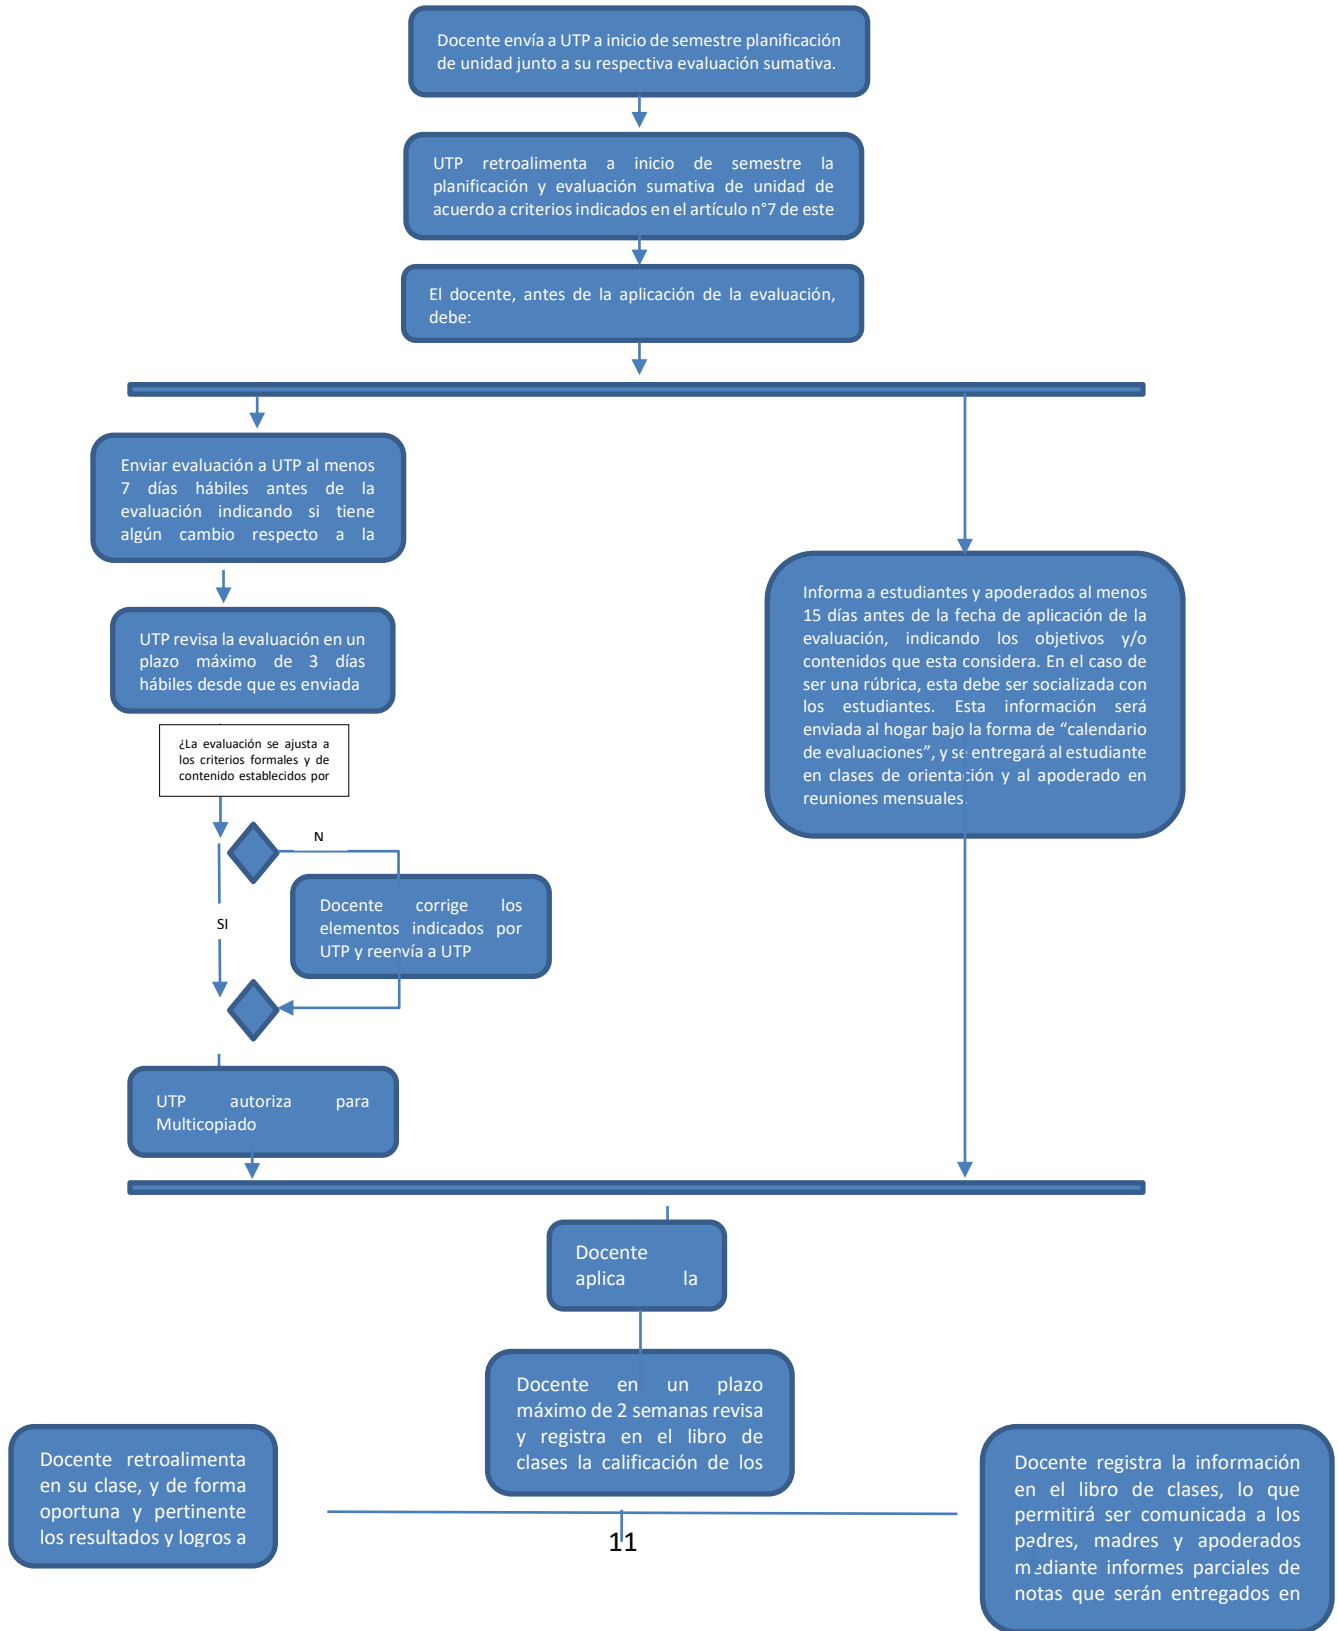 Docente envía a UTP a inicio de semestre planificación
de unidad junto a su respectiva evaluación sumativa.
UTP retroalimenta a inicio de semestre la
planificación y evaluación sumativa de unidad de
acuerdo a criterios indicados en el artículo n°7 de este
El docente, antes de la aplicación de la evaluación,
debe:
Enviar evaluación a UTP al menos
7 días hábiles antes de la
evaluación indicando si tiene
algún cambio respecto a la
UTP revisa la evaluación en un
plazo máximo de 3 días
hábiles desde que es enviada
¿La evaluación se ajusta a
los criterios formales y de
contenido establecidos por
N
Docente corrige los
elementos indicados por
UTP y reenvía a UTP
SI
UTP autoriza para
Multicopiado
Informa a estudiantes y apoderados al menos
15 días antes de la fecha de aplicación de la
evaluación, indicando los objetivos y/o
contenidos que esta considera. En el caso de
ser una rúbrica, esta debe ser socializada con
los estudiantes. Esta información será
enviada al hogar bajo la forma de “calendario
de evaluaciones”, y se entregará al estudiante
en clases de orientación y al apoderado en
reuniones mensuales.
Docente
aplica la
Docente en un plazo
máximo de 2 semanas revisa
y registra en el libro de
clases la calificación de los
Docente retroalimenta
en su clase, y de forma
oportuna y pertinente
los resultados y logros a
Docente registra la información
en el libro de clases, lo que
permitirá ser comunicada a los
padres, madres y apoderados
mediante informes parciales de
notas que serán entregados en
11